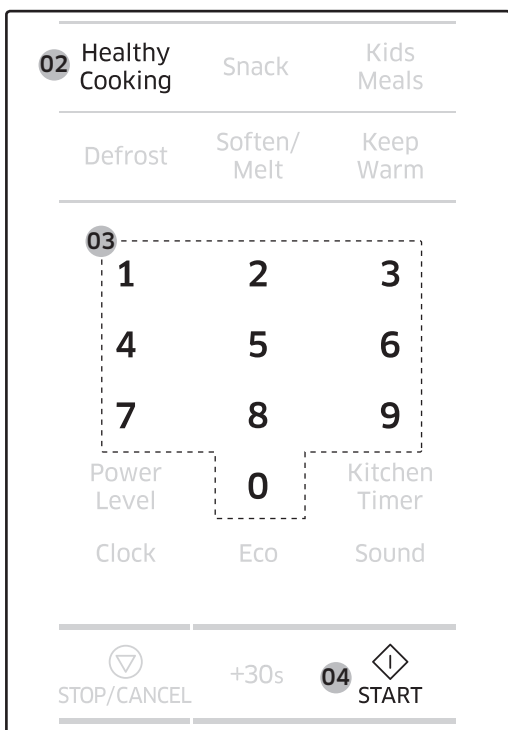 02 Healthy Cooking
Snack
Kids Meals
Defrost
Soften/ Melt
Keep Warm
03
1 2 3
4 5 6
7 8 9
Power Level
0
Kitchen Timer
Clock Eco Sound
STOP/CANCEL
+30s
04 START